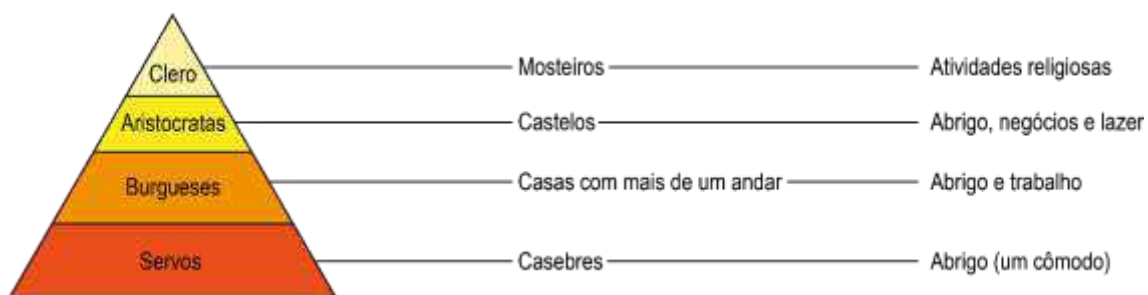 Clero Mosteiros Atividades religiosas
Aristocratas Castelos Abrigo, negócios e lazer
Burgueses Casas com mais de um andar Abrigo e trabalho
Servos Casebres Abrigo (um cômodo)